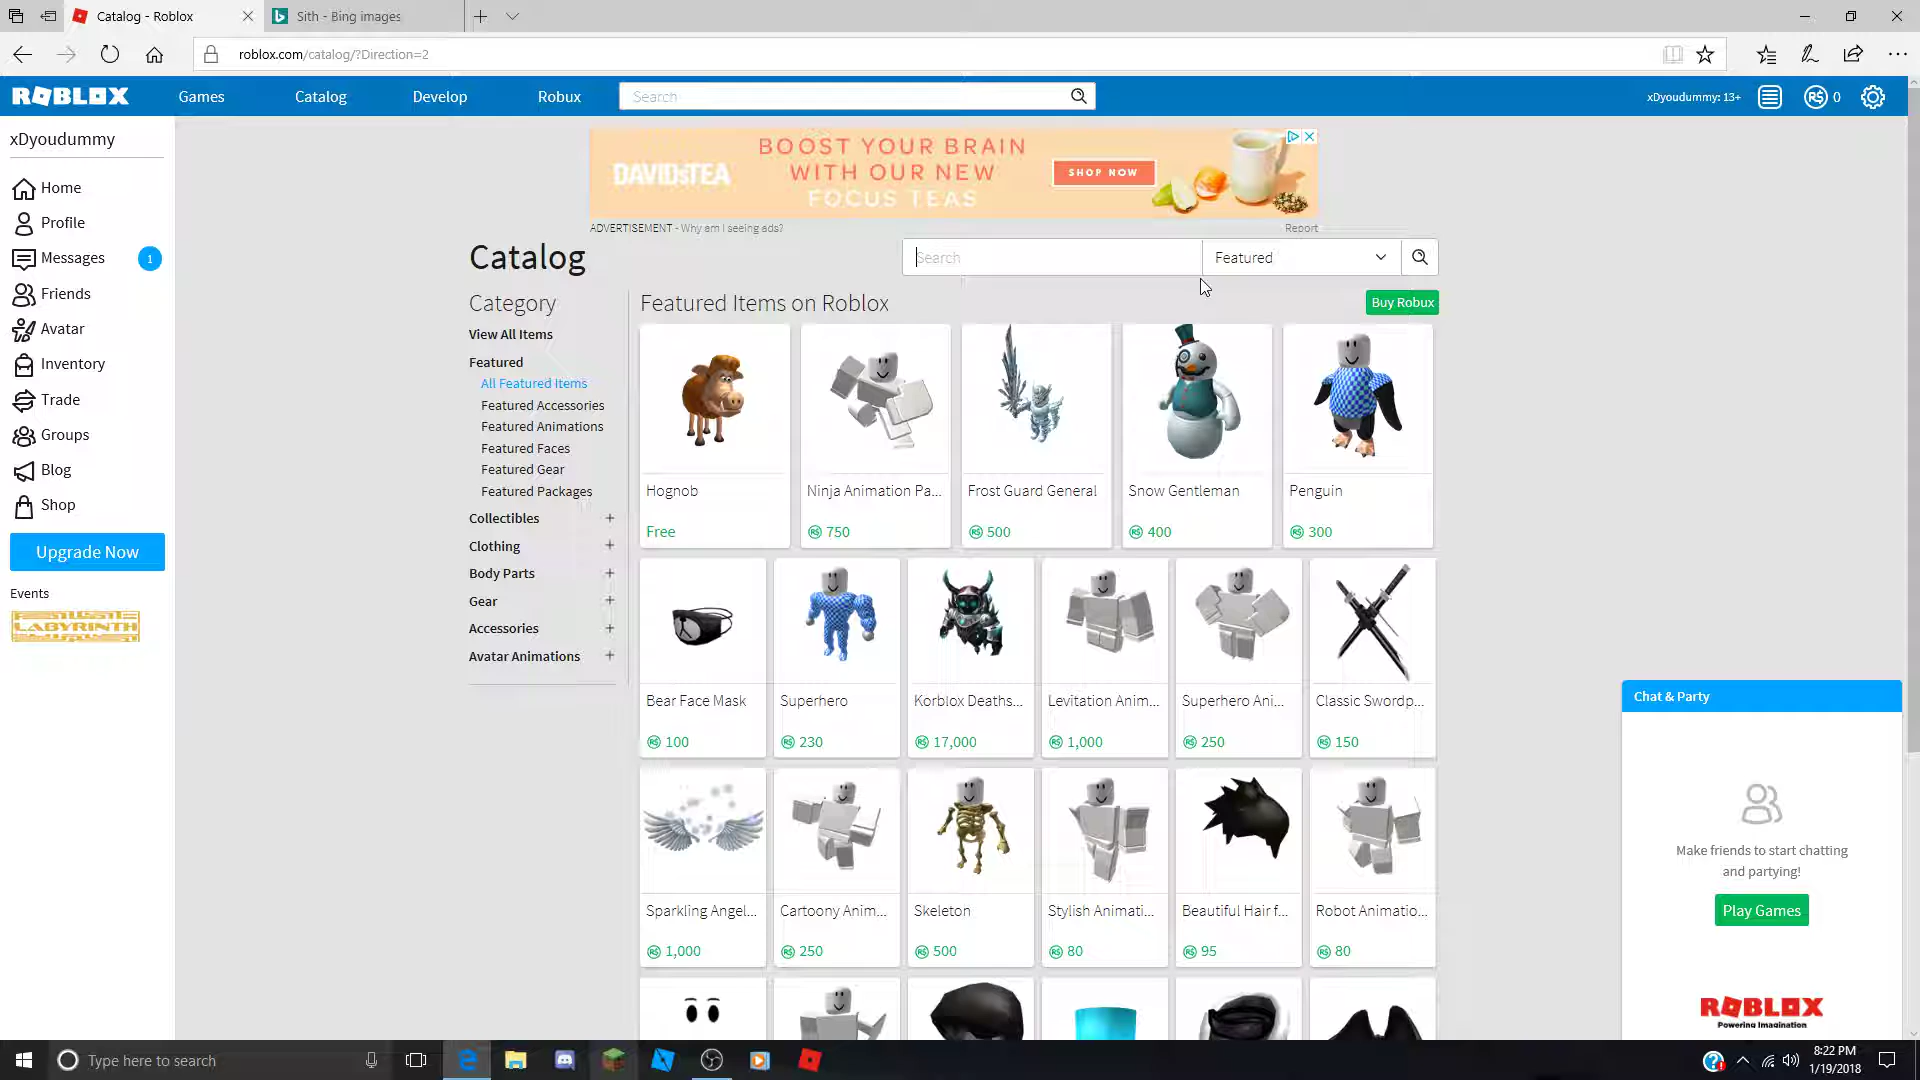 Catalog - Roblox
Sith - Bing images
roblox.com/catalog/?Direction=2
ROBLOX
Games
Catalog
Develop
Robux
Search
xDyoudummy: 13+
0
xDyoudummy
Home
Profile
Messages
1
Friends
Avatar
Inventory
Trade
Groups
Blog
Shop
Upgrade Now
Events
LABYRINTH
DAVIDsTEA
BOOST YOUR BRAIN
WITH OUR NEW
FOCUS TEAS
SHOP NOW
ADVERTISEMENT - Why am I seeing ads?
Report
Catalog
Search
Featured
Category
View All Items
Featured
All Featured Items
Featured Accessories
Featured Animations
Featured Faces
Featured Gear
Featured Packages
Collectibles +
Clothing +
Body Parts +
Gear +
Accessories +
Avatar Animations +
Featured Items on Roblox
Buy Robux
Hognob
Free
Ninja Animation Pa...
R$ 750
Frost Guard General
R$ 500
Snow Gentleman
R$ 400
Penguin
R$ 300
Bear Face Mask
R$ 100
Superhero
R$ 230
Korblox Deaths...
R$ 17,000
Levitation Anim...
R$ 1,000
Superhero Ani...
R$ 250
Classic Swordp...
R$ 150
Sparkling Angel...
R$ 1,000
Cartoony Anim...
R$ 250
Skeleton
R$ 500
Stylish Animati...
R$ 80
Beautiful Hair f...
R$ 95
Robot Animatio...
R$ 80
Chat & Party
Make friends to start chatting
and partying!
Play Games
ROBLOX
Powering Imagination
Type here to search
8:22 PM
1/19/2018